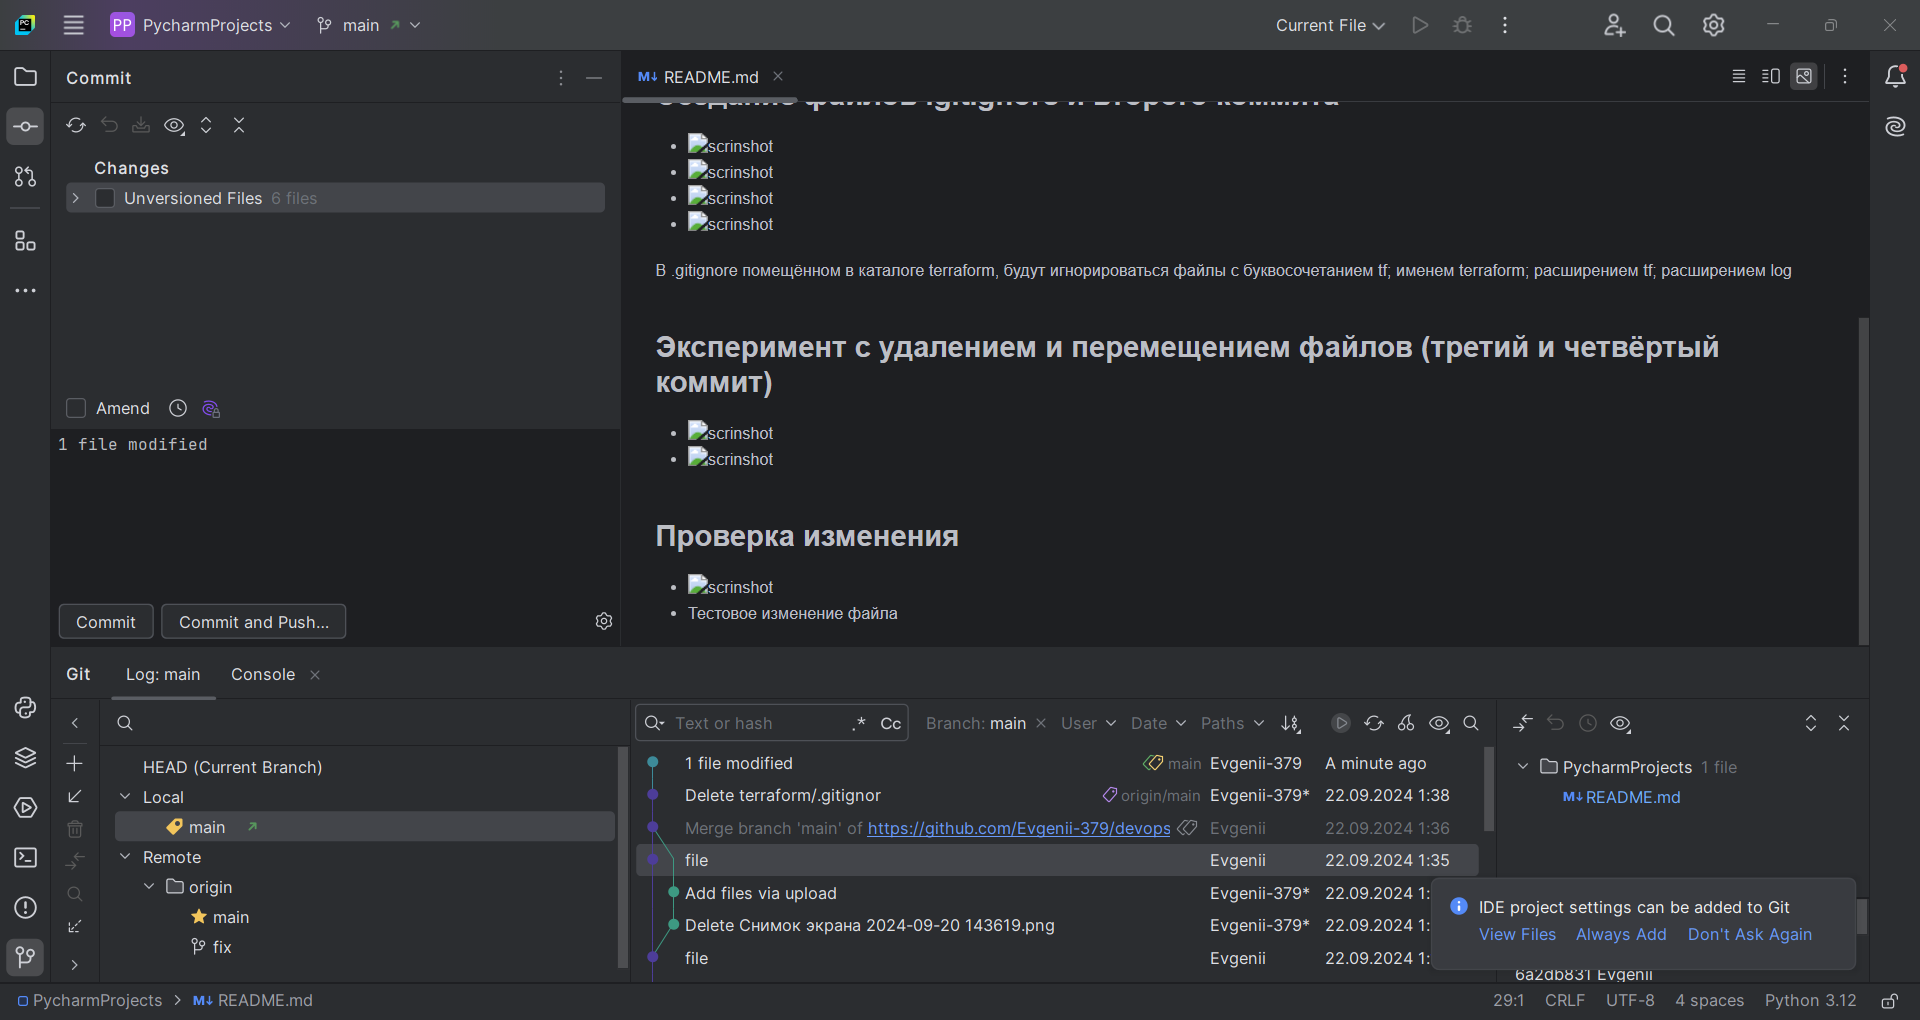 PP PycharmProjects main Current File
Commit
README.md
Создание файлов .gitignore и второго коммита
Changes
Unversioned Files 6 files
scrinshot
scrinshot
scrinshot
scrinshot
В .gitignore помещённом в каталоге terraform, будут игнорироваться файлы с буквосочетанием tf; именем terraform; расширением tf; расширением log
Эксперимент с удалением и перемещением файлов (третий и четвёртый
коммит)
scrinshot
scrinshot
Проверка изменения
scrinshot
Тестовое изменение файла
Amend
1 file modified
Commit Commit and Push...
Git Log: main Console
HEAD (Current Branch)
Local
main
Remote
origin
main
fix
Text or hash .* Cc Branch: main User Date Paths
1 file modified main Evgenii-379 A minute ago
Delete terraform/.gitignor origin/main Evgenii-379* 22.09.2024 1:38
Merge branch 'main' of https://github.com/Evgenii-379/devops Evgenii 22.09.2024 1:36
file Evgenii 22.09.2024 1:35
Add files via upload Evgenii-379* 22.09.2024 1:
Delete Снимок экрана 2024-09-20 143619.png Evgenii-379* 22.09.2024 1:
file Evgenii 22.09.2024 1:
PycharmProjects 1 file
README.md
IDE project settings can be added to Git
View Files Always Add Don't Ask Again
6a2db831 Evgenii
PycharmProjects README.md 29:1 CRLF UTF-8 4 spaces Python 3.12